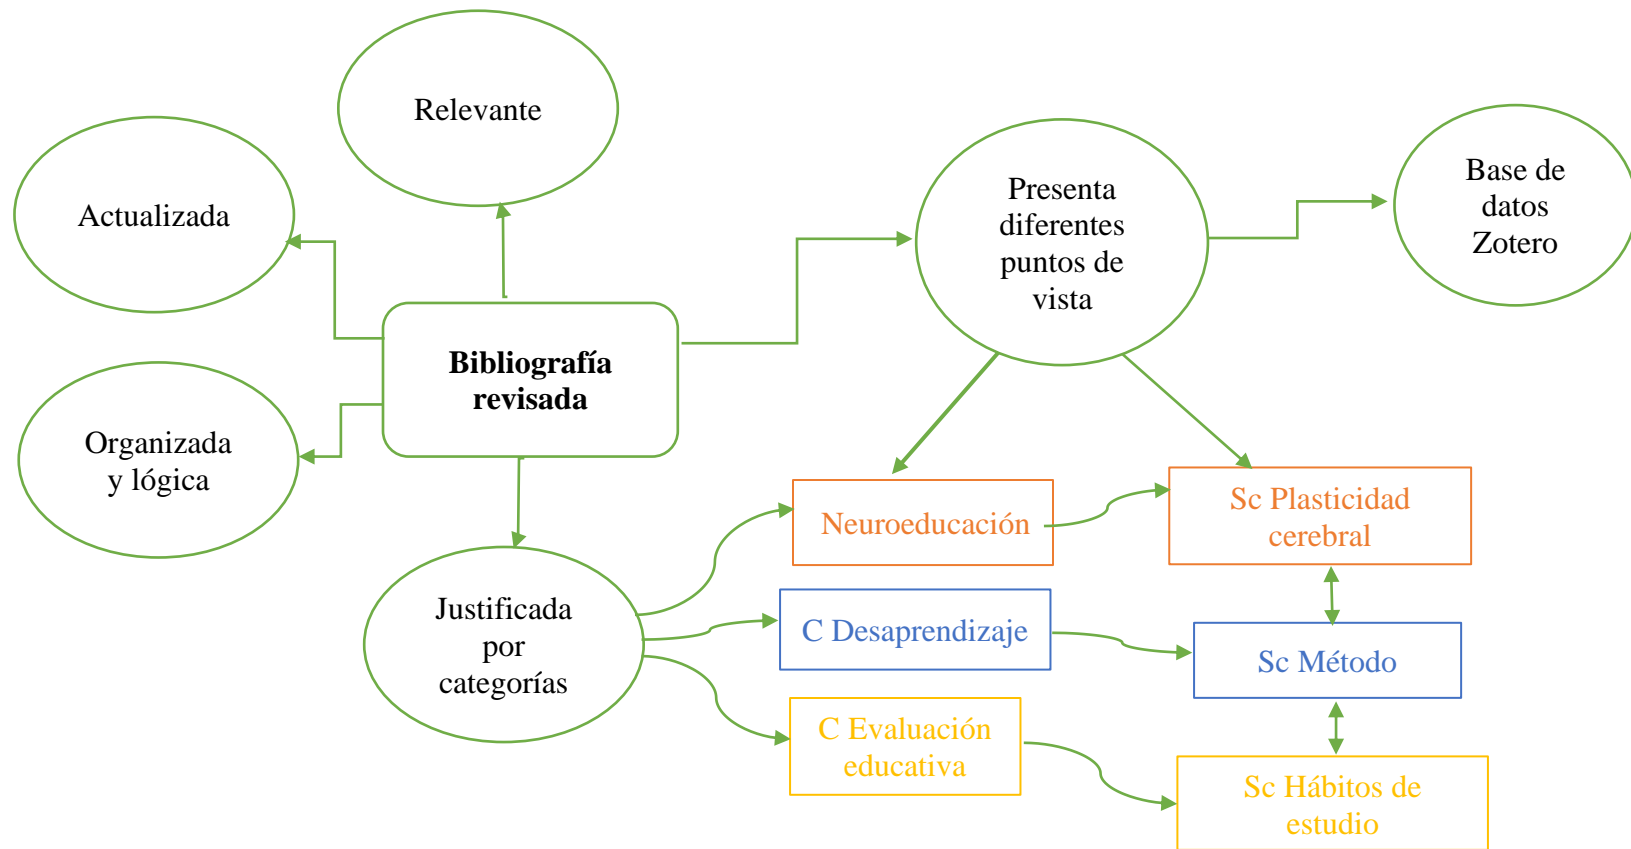 Relevante
Actualizada
Presenta
diferentes
puntos de
vista
Base de
datos
Zotero
Bibliografía
revisada
Organizada
y lógica
Justificada
por
categorías
Neuroeducación
Sc Plasticidad
cerebral
C Desaprendizaje
Sc Método
C Evaluación
educativa
Sc Hábitos de
estudio